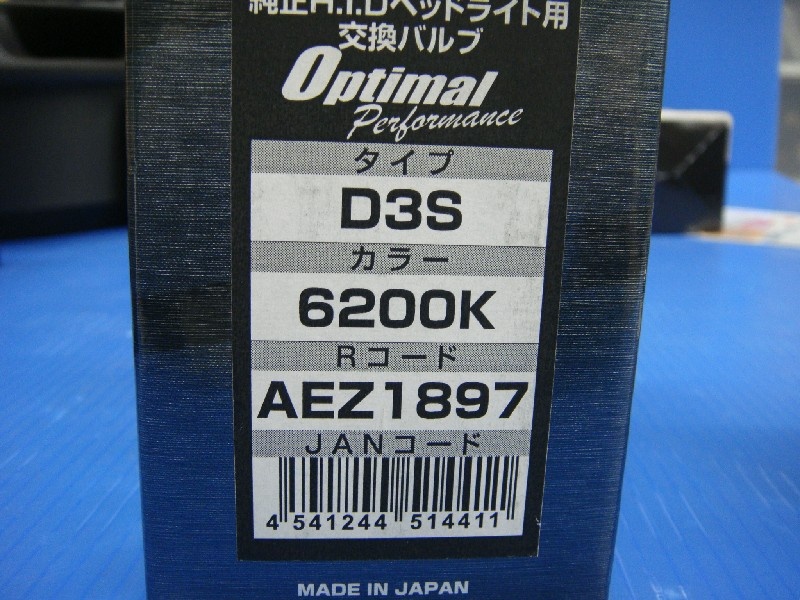 純正H.I.Dヘッドライト用
交換バルブ
Optimal
Performance
タイプ
D3S
カラー
6200K
Rコード
AEZ1897
JANコード
4 541244 514411
MADE IN JAPAN